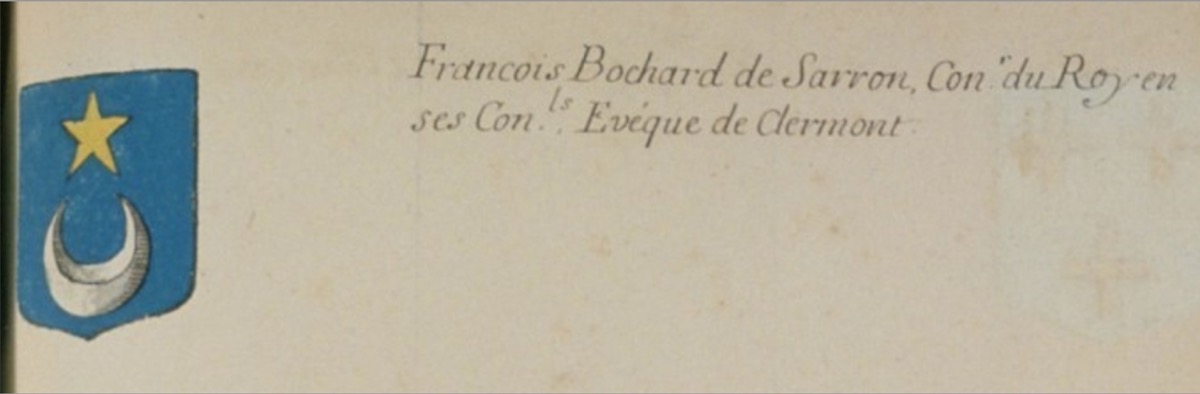 Francois Bochard de Sarron, Con.r du Roy en
ses Con.ls Evéque de Clermont